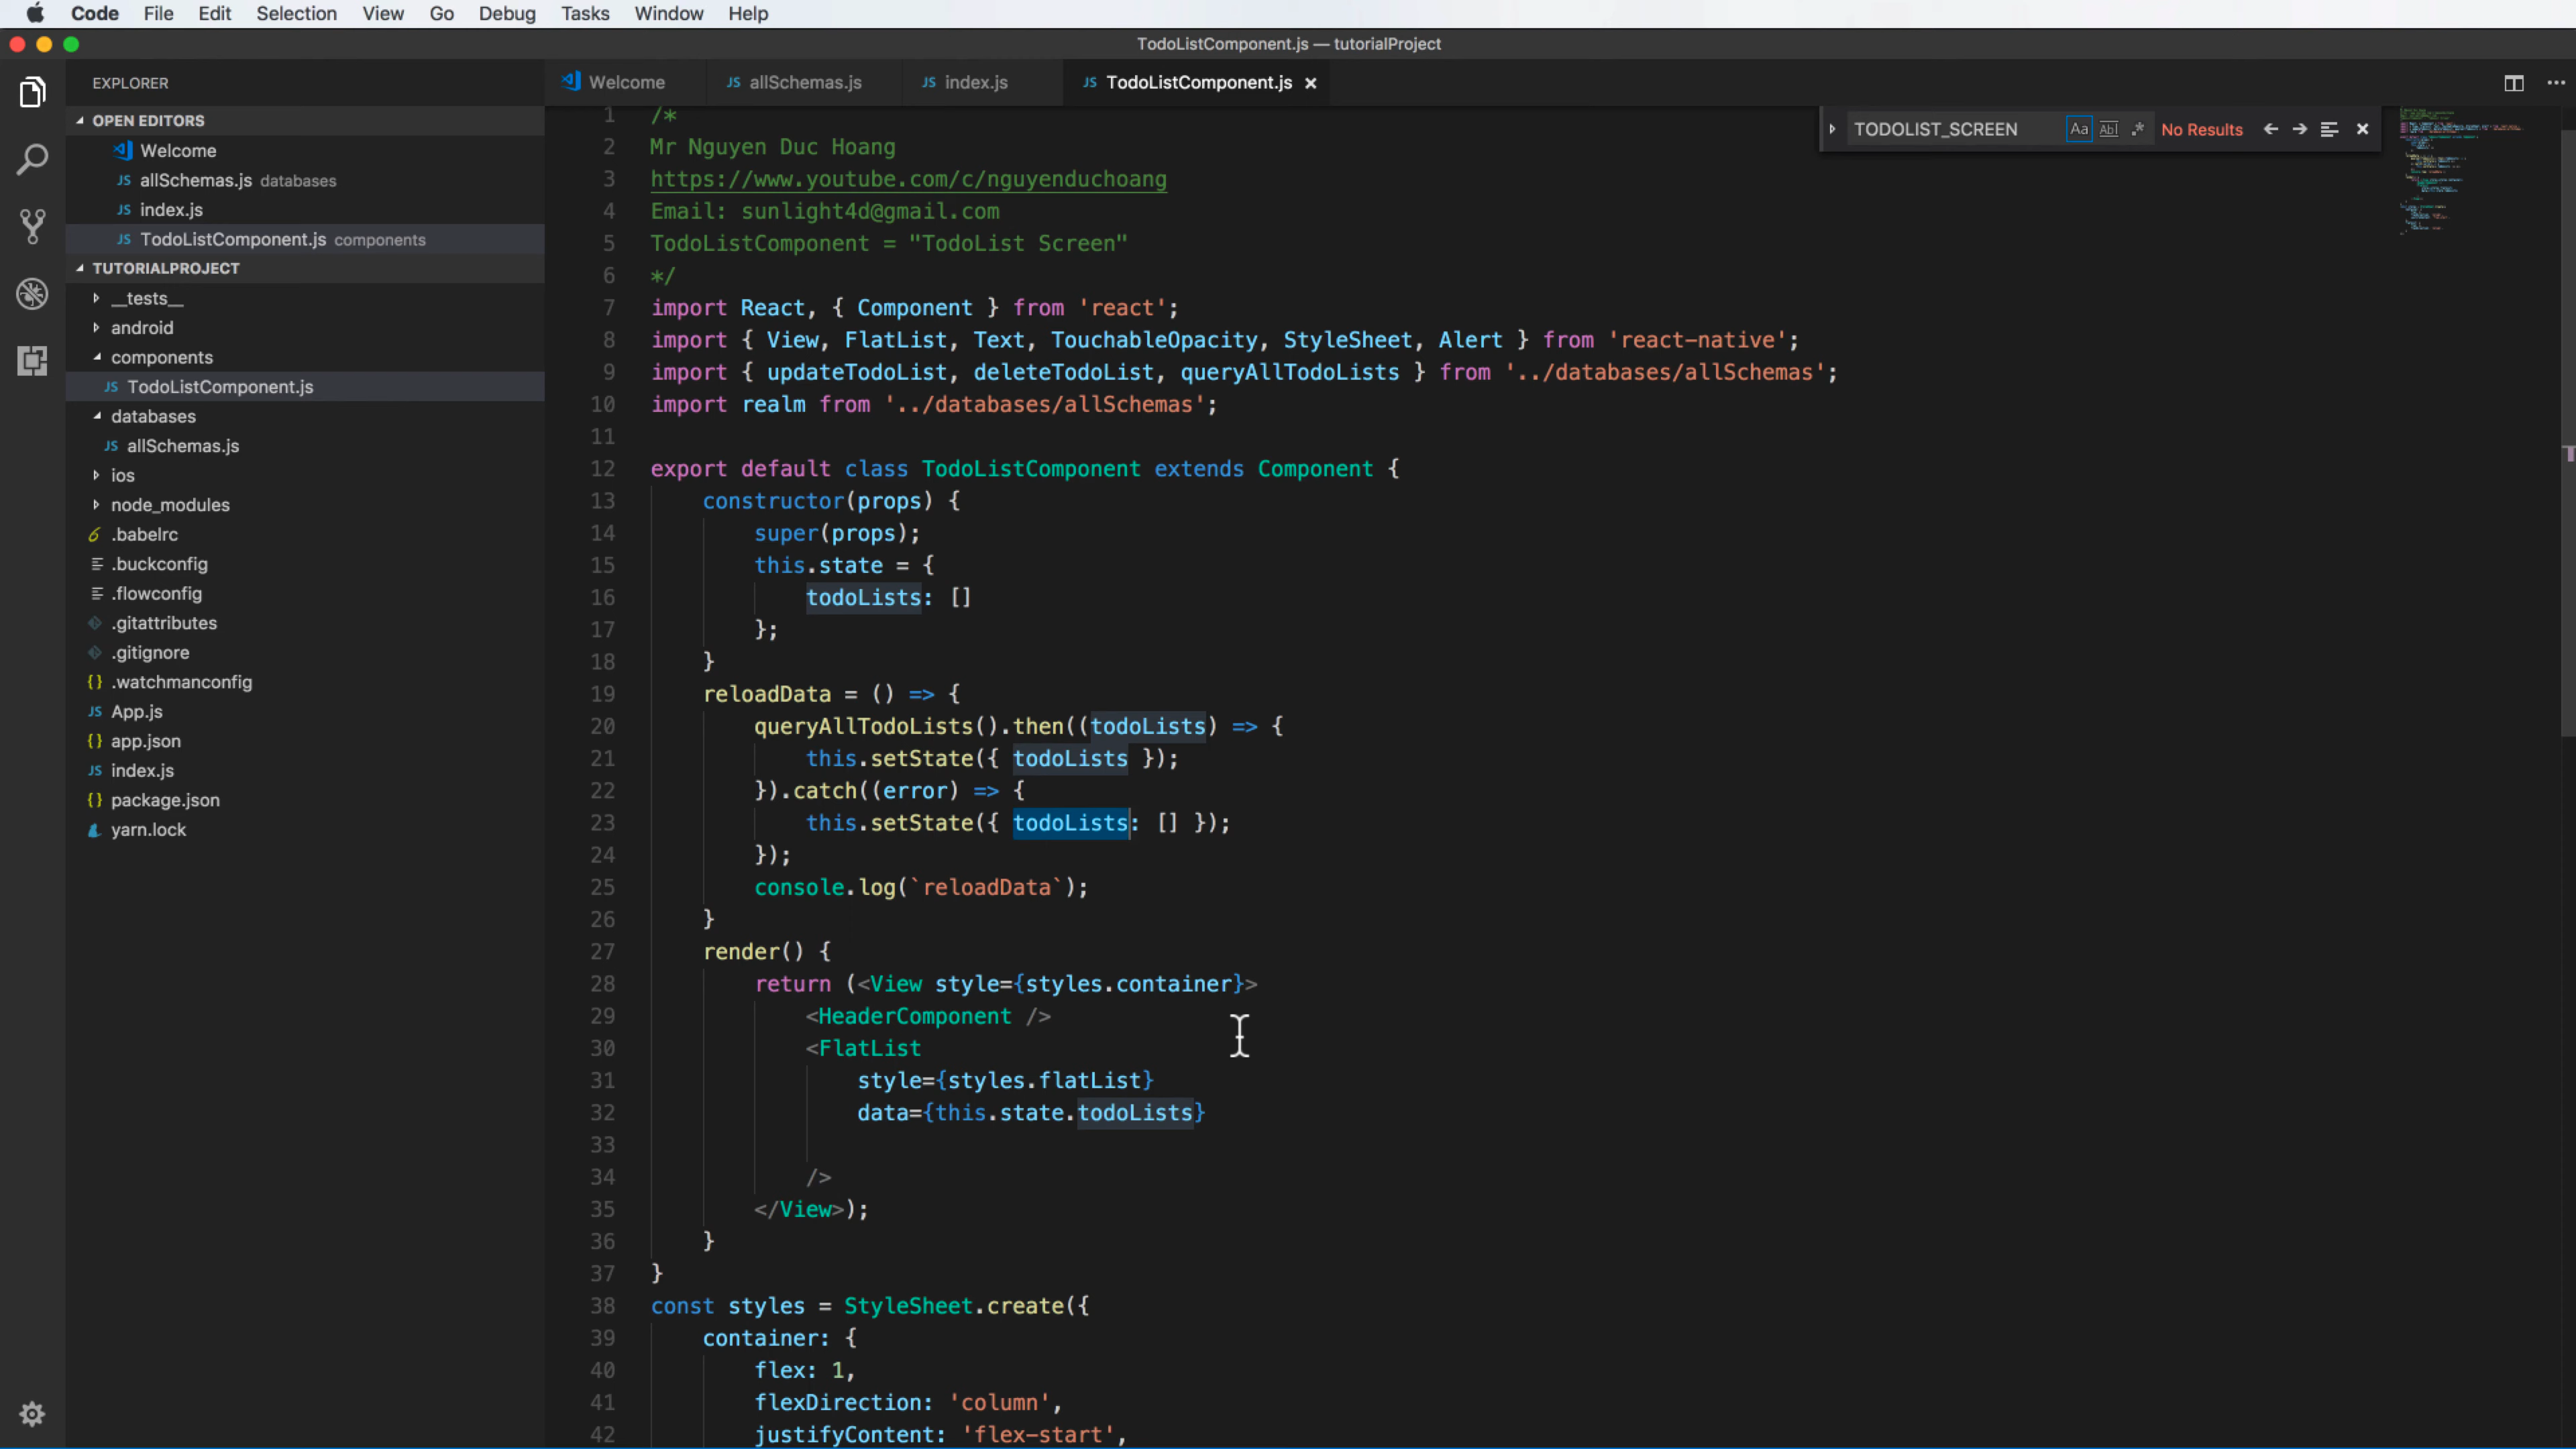 Code File Edit Selection View Go Debug Tasks Window Help
TodoListComponent.js — tutorialProject
EXPLORER
OPEN EDITORS
Welcome
allSchemas.js databases
index.js
TodoListComponent.js components
TUTORIALPROJECT
__tests__
android
components
JS TodoListComponent.js
databases
JS allSchemas.js
ios
node_modules
.babelrc
.buckconfig
.flowconfig
.gitattributes
.gitignore
{} .watchmanconfig
JS App.js
{} app.json
JS index.js
{} package.json
yarn.lock
Welcome JS allSchemas.js JS index.js JS TodoListComponent.js
TODOLIST_SCREEN Aa Abl .* No Results
1 /*
2 Mr Nguyen Duc Hoang
3 https://www.youtube.com/c/nguyenduchoang
4 Email: sunlight4d@gmail.com
5 TodoListComponent = "TodoList Screen"
6 */
7 import React, { Component } from 'react';
8 import { View, FlatList, Text, TouchableOpacity, StyleSheet, Alert } from 'react-native';
9 import { updateTodoList, deleteTodoList, queryAllTodoLists } from '../databases/allSchemas';
10 import realm from '../databases/allSchemas';
11
12 export default class TodoListComponent extends Component {
13 constructor(props) {
14 super(props);
15 this.state = {
16 todoLists: []
17 };
18 }
19 reloadData = () => {
20 queryAllTodoLists().then((todoLists) => {
21 this.setState({ todoLists });
22 }).catch((error) => {
23 this.setState({ todoLists: [] });
24 });
25 console.log(`reloadData`);
26 }
27 render() {
28 return (<View style={styles.container}>
29 <HeaderComponent />
30 <FlatList
31 style={styles.flatList}
32 data={this.state.todoLists}
33
34 />
35 </View>);
36 }
37 }
38 const styles = StyleSheet.create({
39 container: {
40 flex: 1,
41 flexDirection: 'column',
42 justifyContent: 'flex-start',